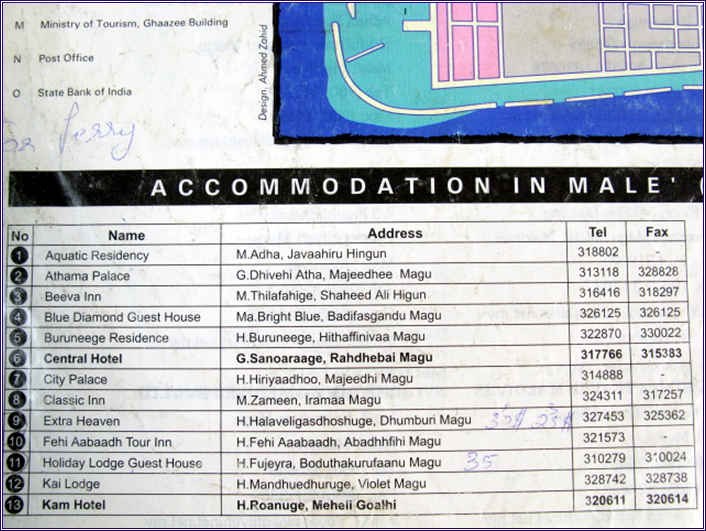 M Ministry of Tourism, Ghaazee Building
N Post Office
O State Bank of India
Design. Ahmed Zahid
ferry
ACCOMMODATION IN MALE' (
No Name Address Tel Fax
1 Aquatic Residency M.Adha, Javaahiru Hingun 318802 -
2 Athama Palace G.Dhivehi Atha, Majeedhee Magu 313118 328828
3 Beeva Inn M.Thilafahige, Shaheed Ali Higun 316416 318297
4 Blue Diamond Guest House Ma.Bright Blue, Badifasgandu Magu 326125 326125
5 Buruneege Residence H.Buruneege, Hithaffinivaa Magu 322870 330022
6 Central Hotel G.Sanoaraage, Rahdhebai Magu 317766 315383
7 City Palace H.Hiriyaadhoo, Majeedhi Magu 314888 -
8 Classic Inn M.Zameen, Iramaa Magu 324311 317257
9 Extra Heaven H.Halaveligasdhoshuge, Dhumburi Magu 327453 325362
10 Fehi Aabaadh Tour Inn H.Fehi Aaabaadh, Abadhhfihi Magu 321573 -
11 Holiday Lodge Guest House H.Fujeyra, Boduthakurufaanu Magu 35 310279 310024
12 Kai Lodge H.Mandhuedhuruge, Violet Magu 328742 328738
13 Kam Hotel H.Roanuge, Meheli Goalhi 320611 320614